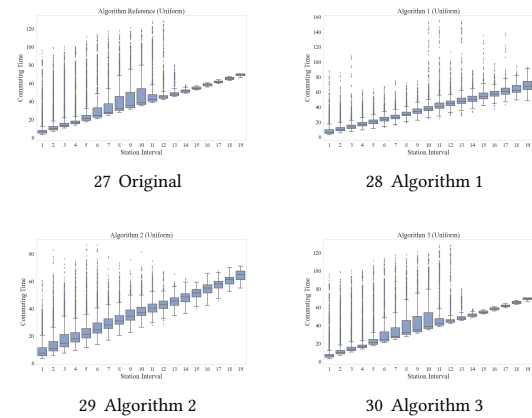 Algorithm Reference (Uniform)
120
100
80
60
40
20
0
Commuting Time
1 2 3 4 5 6 7 8 9 10 11 12 13 14 15 16 17 18 19
Station Interval
27 Original
Algorithm 1 (Uniform)
160
140
120
100
80
60
40
20
0
Commuting Time
1 2 3 4 5 6 7 8 9 10 11 12 13 14 15 16 17 18 19
Station Interval
28 Algorithm 1
Algorithm 2 (Uniform)
80
60
40
20
0
Commuting Time
1 2 3 4 5 6 7 8 9 10 11 12 13 14 15 16 17 18 19
Station Interval
29 Algorithm 2
Algorithm 3 (Uniform)
120
100
80
60
40
20
0
Commuting Time
1 2 3 4 5 6 7 8 9 10 11 12 13 14 15 16 17 18 19
Station Interval
30 Algorithm 3